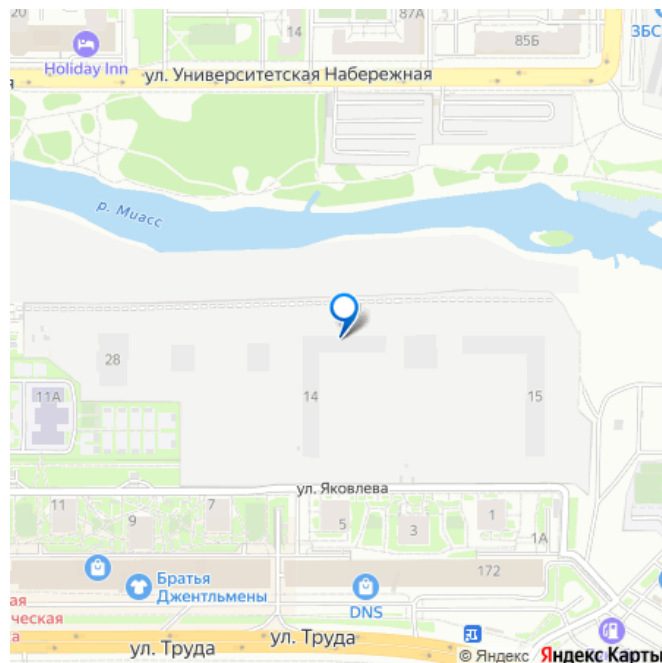 87А
14
85Б
ЗБС
Holiday Inn
я
ул. Университетская Набережная
р. Миасс
28
11А
14
15
ул. Яковлева
11
9
7
5
3
1
1А
172
Братья
Джентльмены
DNS
ая
ческая
а
ул. Труда
ул. Труда
© Яндекс Яндекс Карты